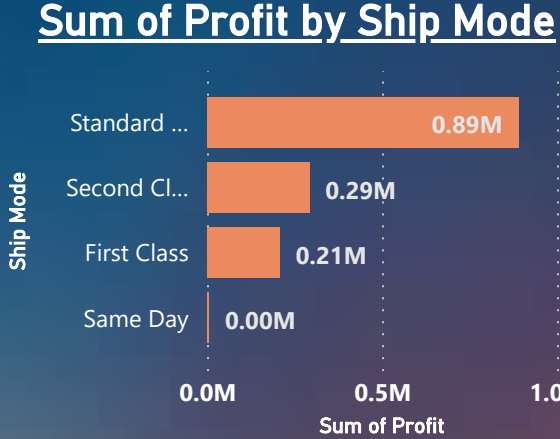 Sum of Profit by Ship Mode
Ship Mode
Standard ... 0.89M
Second Cl... 0.29M
First Class 0.21M
Same Day 0.00M
0.0M 0.5M 1.0
Sum of Profit